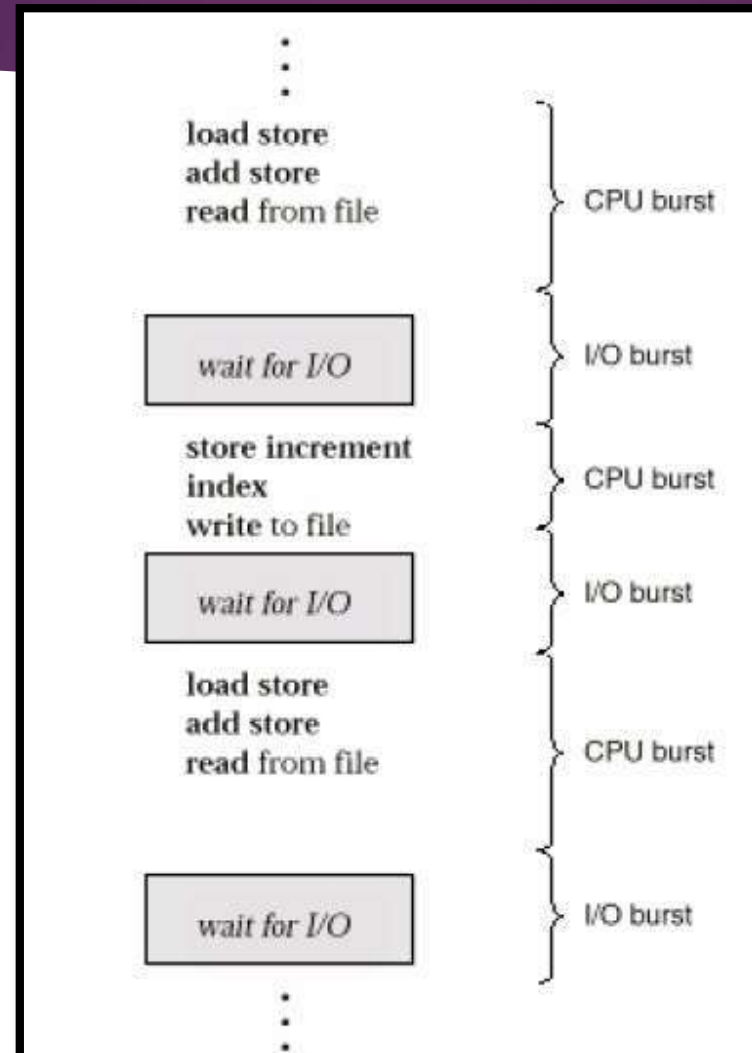 load store
add store
read from file
CPU burst
wait for I/O
I/O burst
store increment
index
write to file
CPU burst
wait for I/O
I/O burst
load store
add store
read from file
CPU burst
wait for I/O
I/O burst